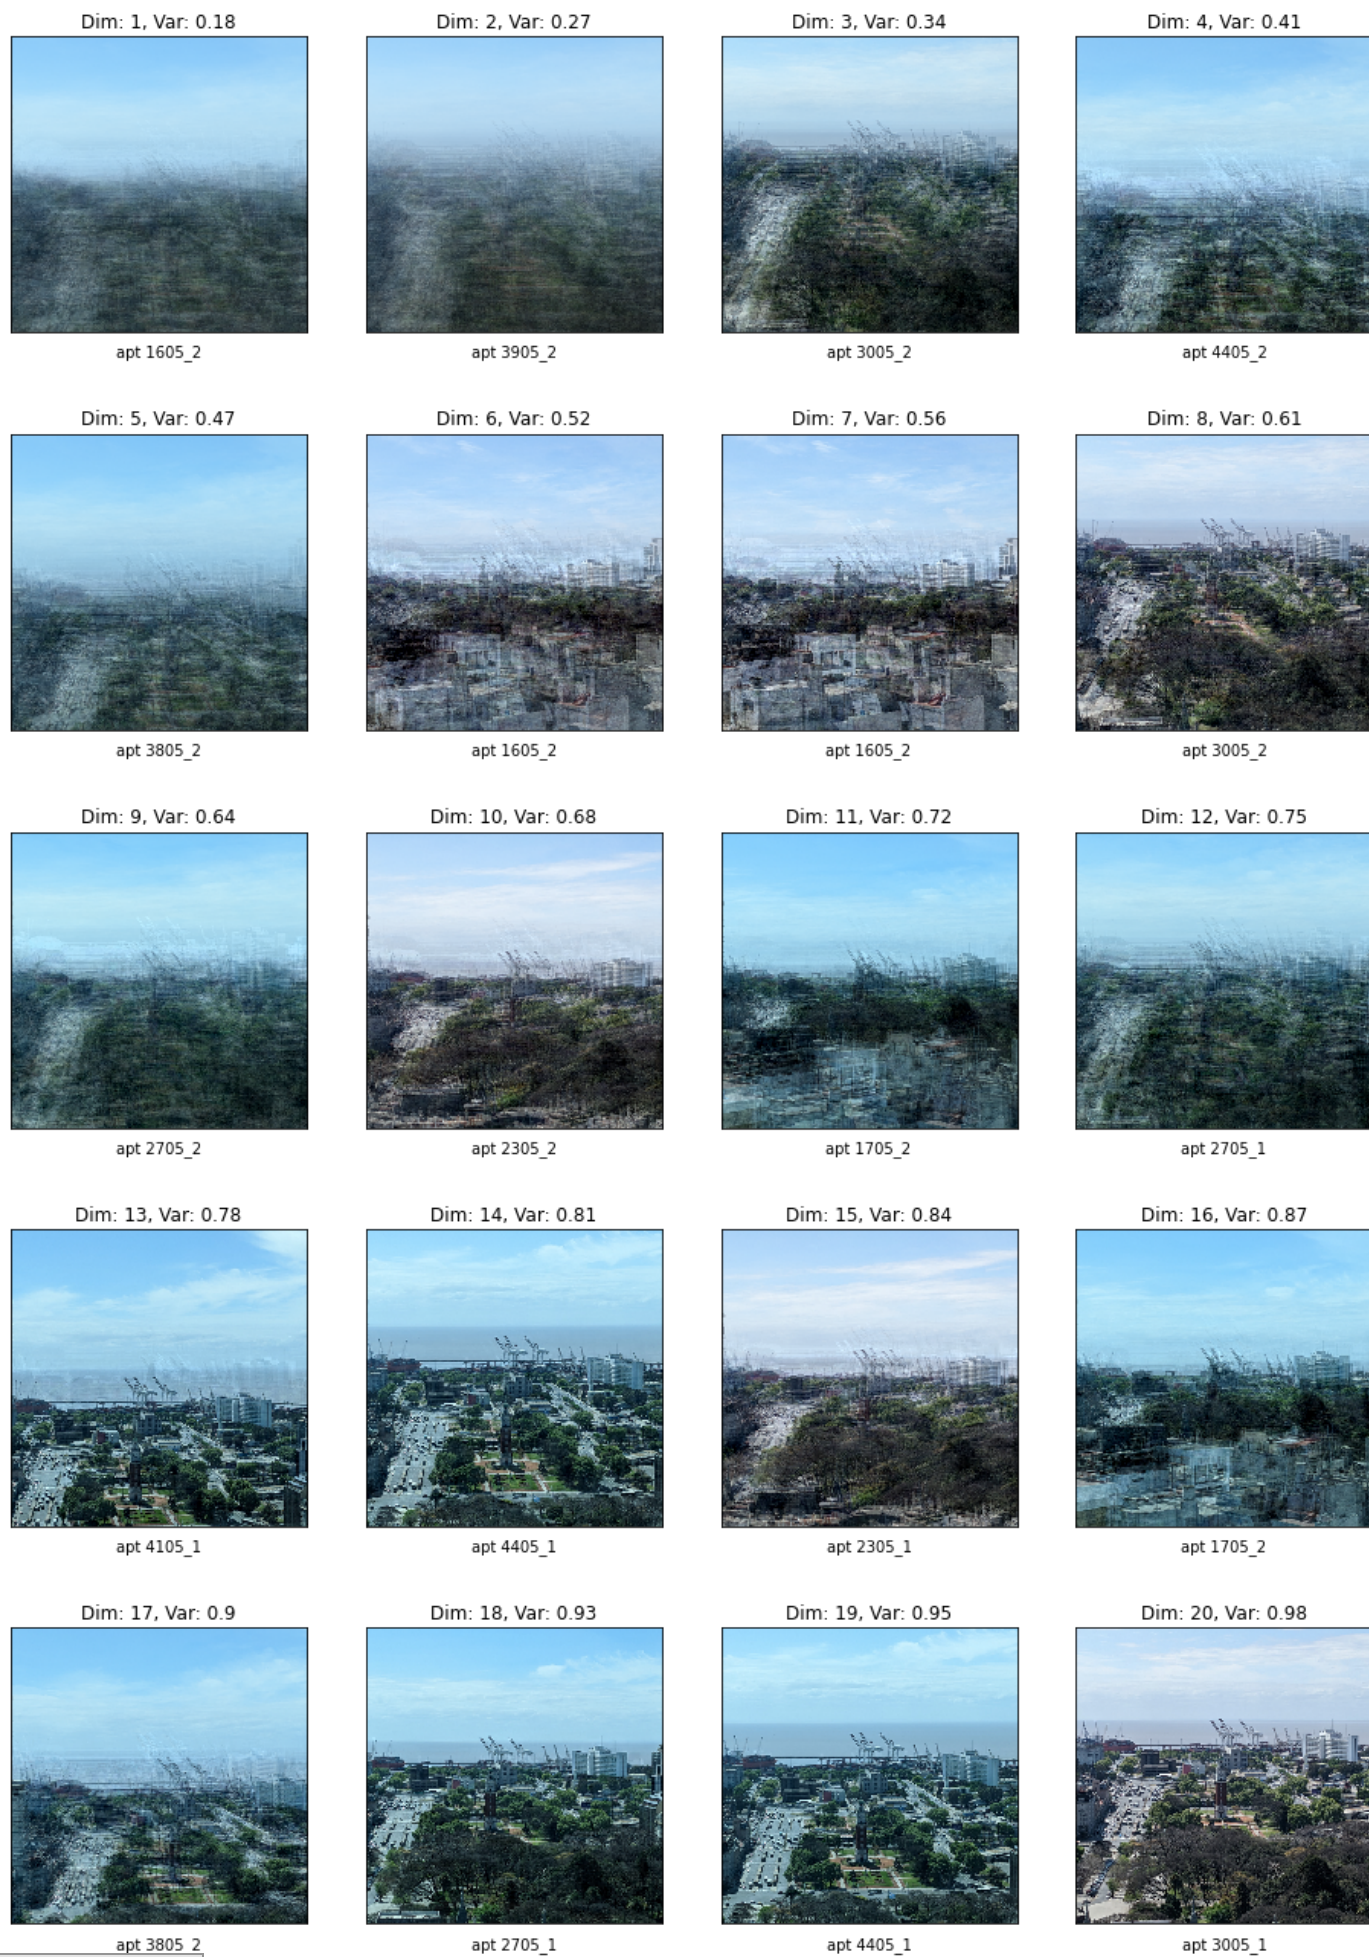 Dim: 1, Var: 0.18
Dim: 2, Var: 0.27
Dim: 3, Var: 0.34
Dim: 4, Var: 0.41
apt 1605_2
apt 3905_2
apt 3005_2
apt 4405_2
Dim: 5, Var: 0.47
Dim: 6, Var: 0.52
Dim: 7, Var: 0.56
Dim: 8, Var: 0.61
apt 3805_2
apt 1605_2
apt 1605_2
apt 3005_2
Dim: 9, Var: 0.64
Dim: 10, Var: 0.68
Dim: 11, Var: 0.72
Dim: 12, Var: 0.75
apt 2705_2
apt 2305_2
apt 1705_2
apt 2705_1
Dim: 13, Var: 0.78
Dim: 14, Var: 0.81
Dim: 15, Var: 0.84
Dim: 16, Var: 0.87
apt 4105_1
apt 4405_1
apt 2305_1
apt 1705_2
Dim: 17, Var: 0.9
Dim: 18, Var: 0.93
Dim: 19, Var: 0.95
Dim: 20, Var: 0.98
apt 3805_2
apt 2705_1
apt 4405_1
apt 3005_1